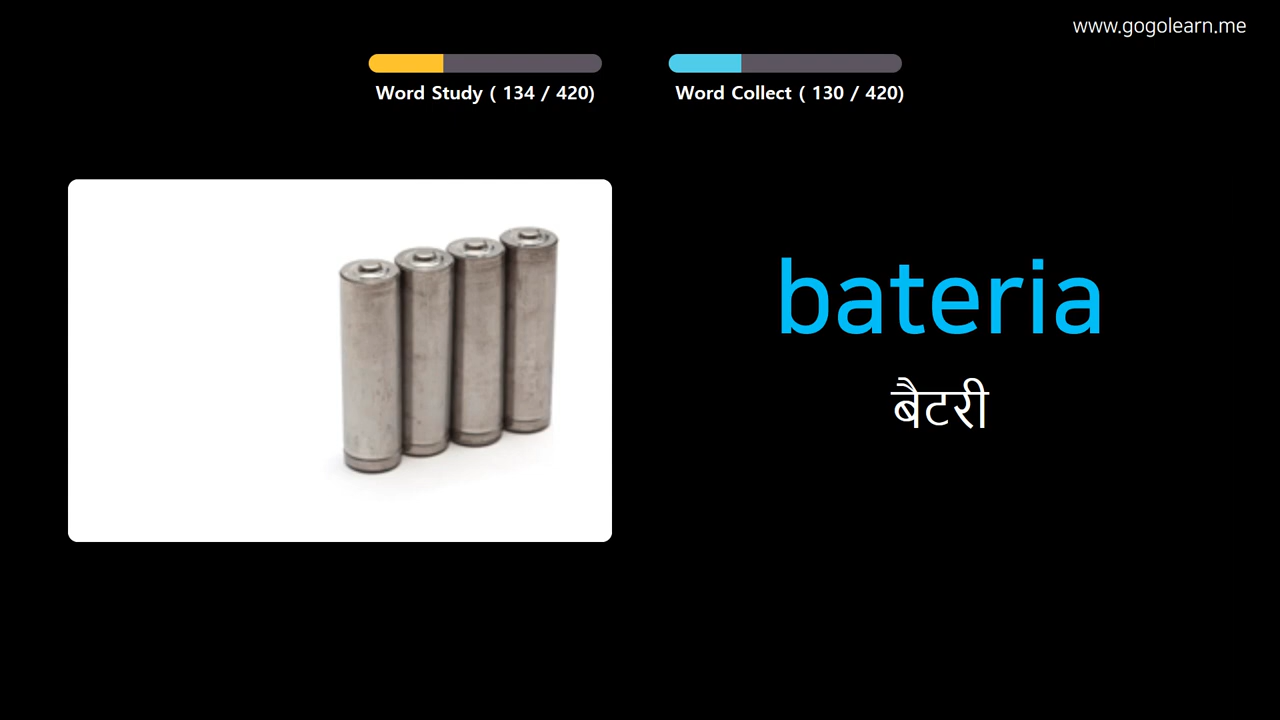 www.gogolearn.me
Word Study ( 134 / 420)
Word Collect ( 130 / 420)
bateria
बैटरी